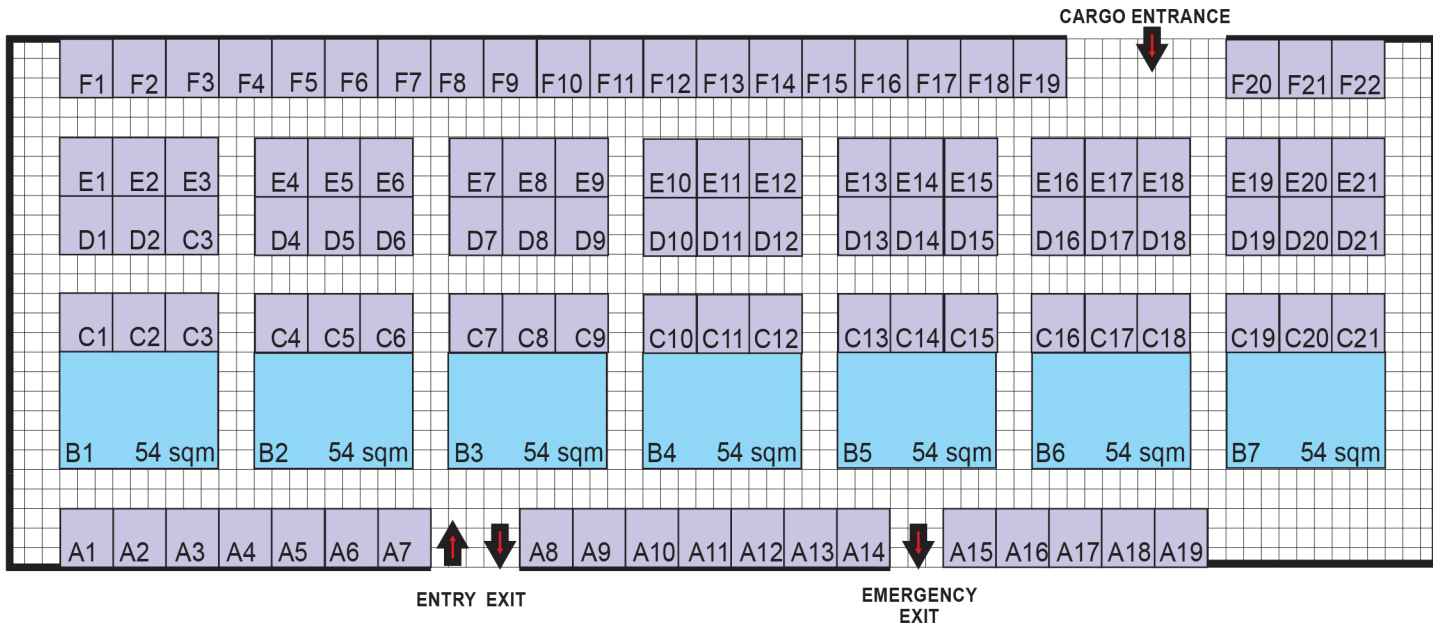 CARGO ENTRANCE
F1 F2 F3 F4 F5 F6 F7 F8 F9 F10 F11 F12 F13 F14 F15 F16 F17 F18 F19 F20 F21 F22
E1 E2 E3 E4 E5 E6 E7 E8 E9 E10 E11 E12 E13 E14 E15 E16 E17 E18 E19 E20 E21
D1 D2 C3 D4 D5 D6 D7 D8 D9 D10 D11 D12 D13 D14 D15 D16 D17 D18 D19 D20 D21
C1 C2 C3 C4 C5 C6 C7 C8 C9 C10 C11 C12 C13 C14 C15 C16 C17 C18 C19 C20 C21
B1 54 sqm B2 54 sqm B3 54 sqm B4 54 sqm B5 54 sqm B6 54 sqm B7 54 sqm
A1 A2 A3 A4 A5 A6 A7 A8 A9 A10 A11 A12 A13 A14 A15 A16 A17 A18 A19
ENTRY EXIT
EMERGENCY
EXIT